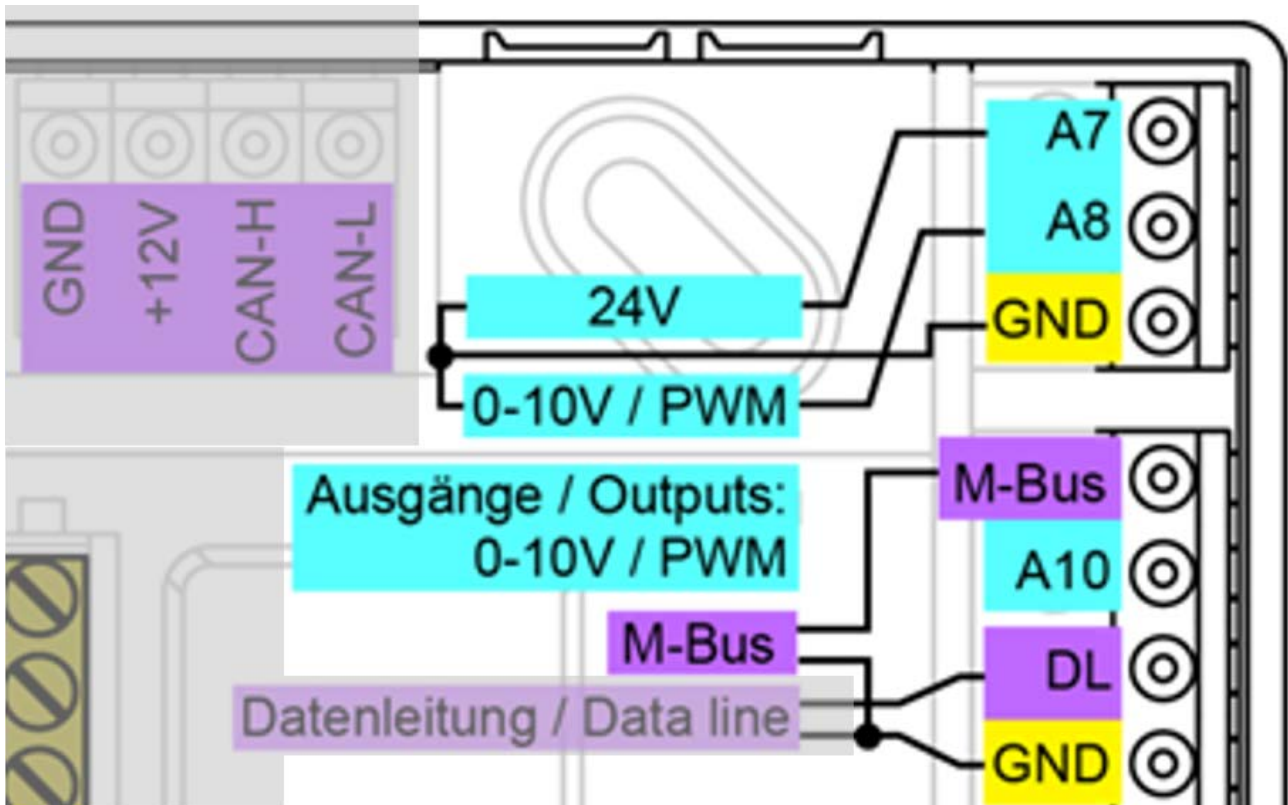 GND
+12V
CAN-H
CAN-L
A7
A8
24V
GND
0-10V / PWM
Ausgänge / Outputs:
0-10V / PWM
M-Bus
A10
M-Bus
DL
Datenleitung / Data line
GND